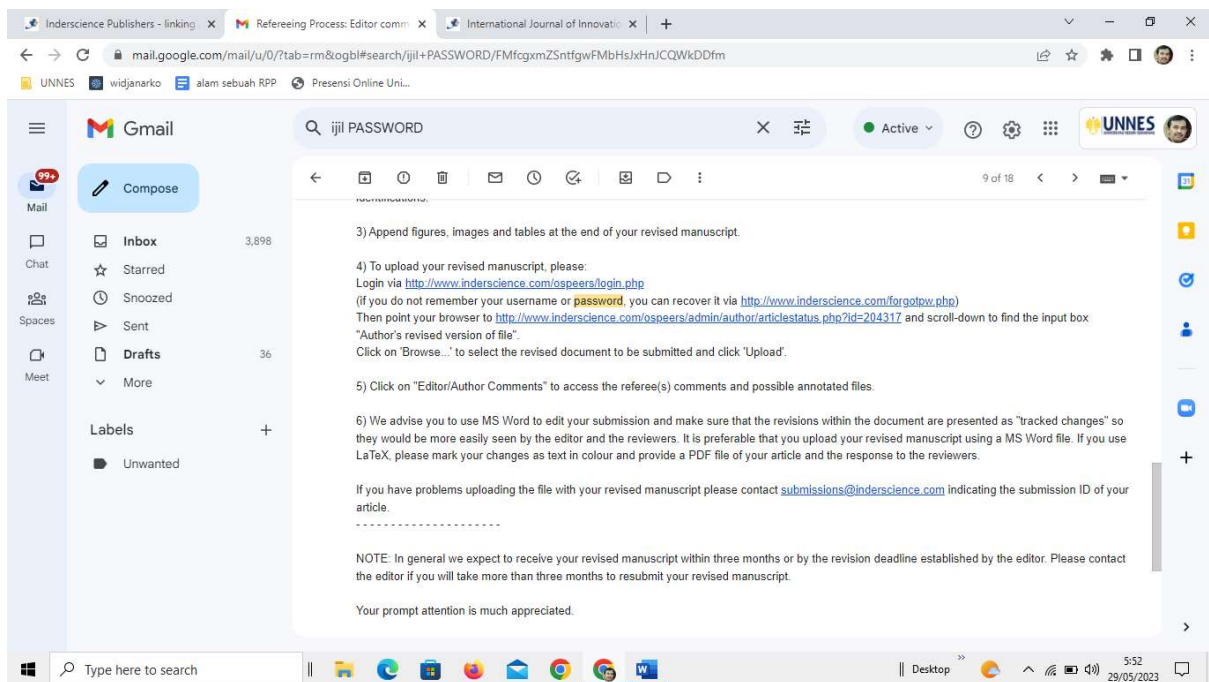 Inderscience Publishers - linking
Refereeing Process: Editor comm
International Journal of Innovatio
mail.google.com/mail/u/0/?tab=rm&ogbl#search/ijil+PASSWORD/FMfcgxmZSntfgwFMbHsJxHnJCQWkDDfm
UNNES
widjanarko
alam sebuah RPP
Presensi Online Uni...
Gmail
ijil PASSWORD
Active
UNNES
99+
Mail
Chat
Spaces
Meet
Compose
Inbox 3,898
Starred
Snoozed
Sent
Drafts 36
More
Labels
Unwanted
9 of 18
31
identifications.
3) Append figures, images and tables at the end of your revised manuscript.
4) To upload your revised manuscript, please:
Login via http://www.inderscience.com/ospeers/login.php
(if you do not remember your username or password, you can recover it via http://www.inderscience.com/forgotpw.php)
Then point your browser to http://www.inderscience.com/ospeers/admin/author/articlestatus.php?id=204317 and scroll-down to find the input box
"Author's revised version of file".
Click on 'Browse...' to select the revised document to be submitted and click 'Upload'.
5) Click on "Editor/Author Comments" to access the referee(s) comments and possible annotated files.
6) We advise you to use MS Word to edit your submission and make sure that the revisions within the document are presented as "tracked changes" so
they would be more easily seen by the editor and the reviewers. It is preferable that you upload your revised manuscript using a MS Word file. If you use
LaTeX, please mark your changes as text in colour and provide a PDF file of your article and the response to the reviewers.
If you have problems uploading the file with your revised manuscript please contact submissions@inderscience.com indicating the submission ID of your
article.
- - - - - - - - - - - - - - - - - - - - -
NOTE: In general we expect to receive your revised manuscript within three months or by the revision deadline established by the editor. Please contact
the editor if you will take more than three months to resubmit your revised manuscript.
Your prompt attention is much appreciated.
Type here to search
Desktop
5:52
29/05/2023